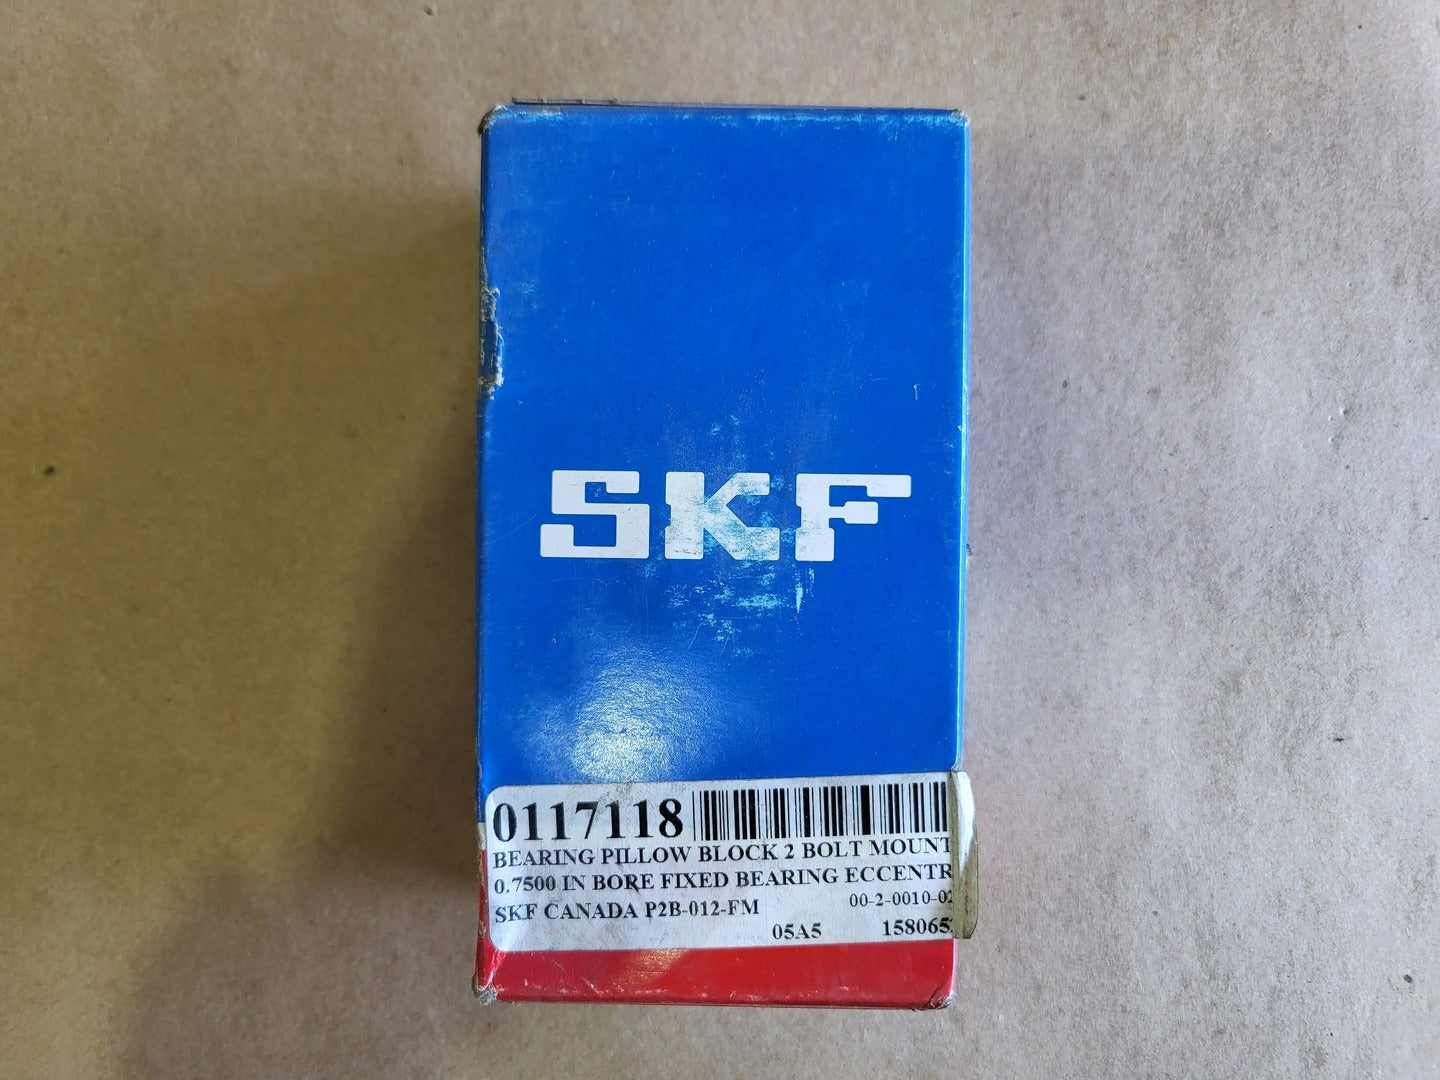 SKF
0117118
BEARING PILLOW BLOCK 2 BOLT MOUNT
0.7500 IN BORE FIXED BEARING ECCENTR
SKF CANADA P2B-012-FM 00-2-0010-02
05A5 158065